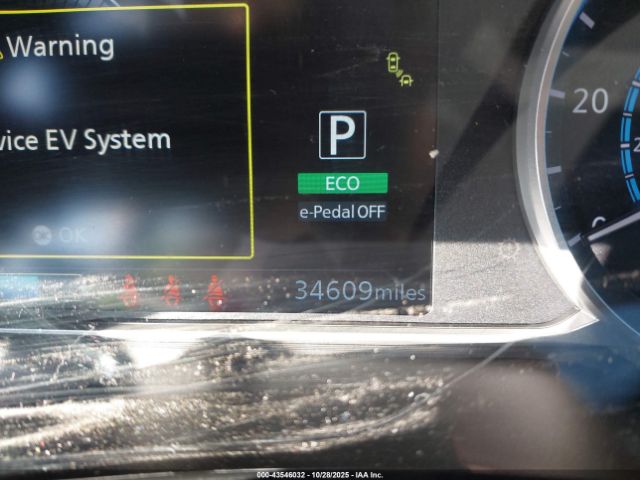 Warning
vice EV System
OK
P
ECO
e-Pedal OFF
34609miles
20
000-43546032 / 10/28/2025 - IAA Inc.